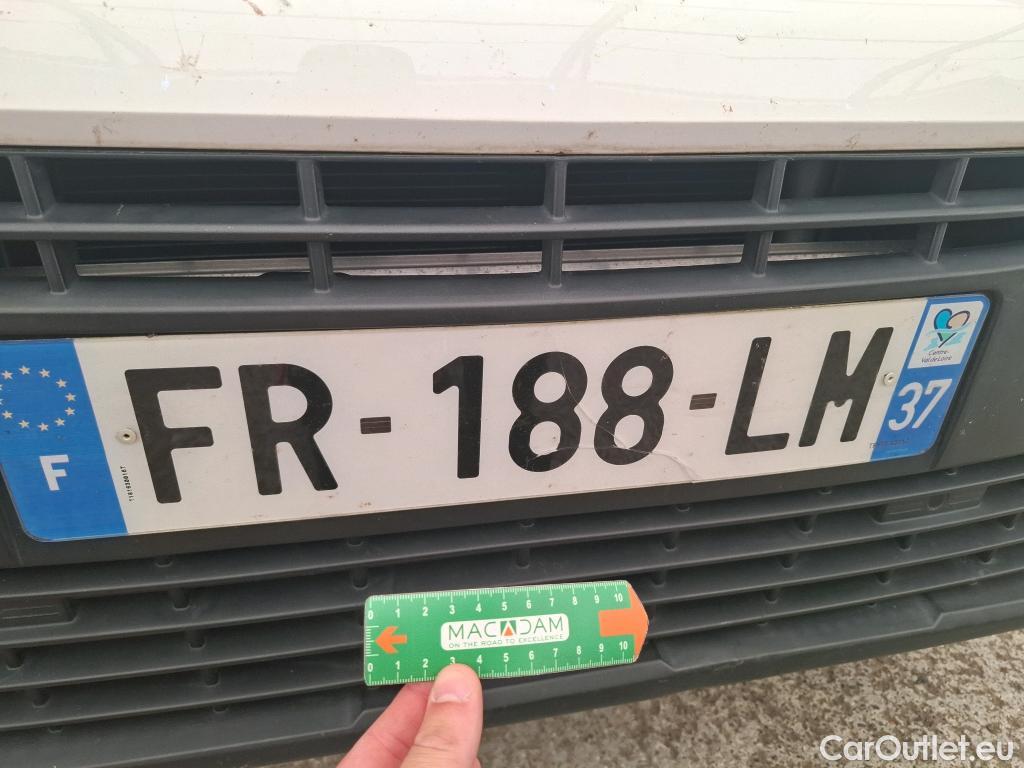 F
FR-188-LM
Centre-
Val de Loire
37
0 1 2 3 4 5 6 7 8 9 10
MACADAM
ON THE ROAD TO EXCELLENCE
0 1 2 3 4 5 6 7 8 9 10
CarOutlet.eu